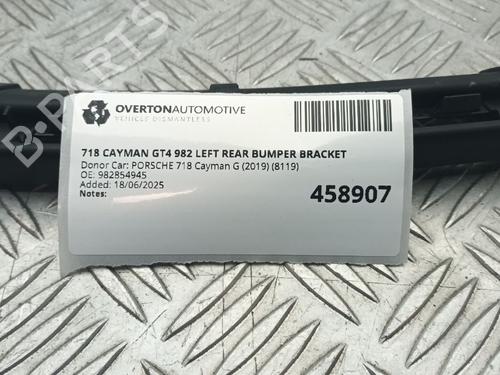 OVERTONAUTOMOTIVE
VEHICLE DISMANTLERS
718 CAYMAN GT4 982 LEFT REAR BUMPER BRACKET
Donor Car: PORSCHE 718 Cayman G (2019) (8119)
OE: 982854945
Added: 18/06/2025
Notes:
458907
B-PARTS